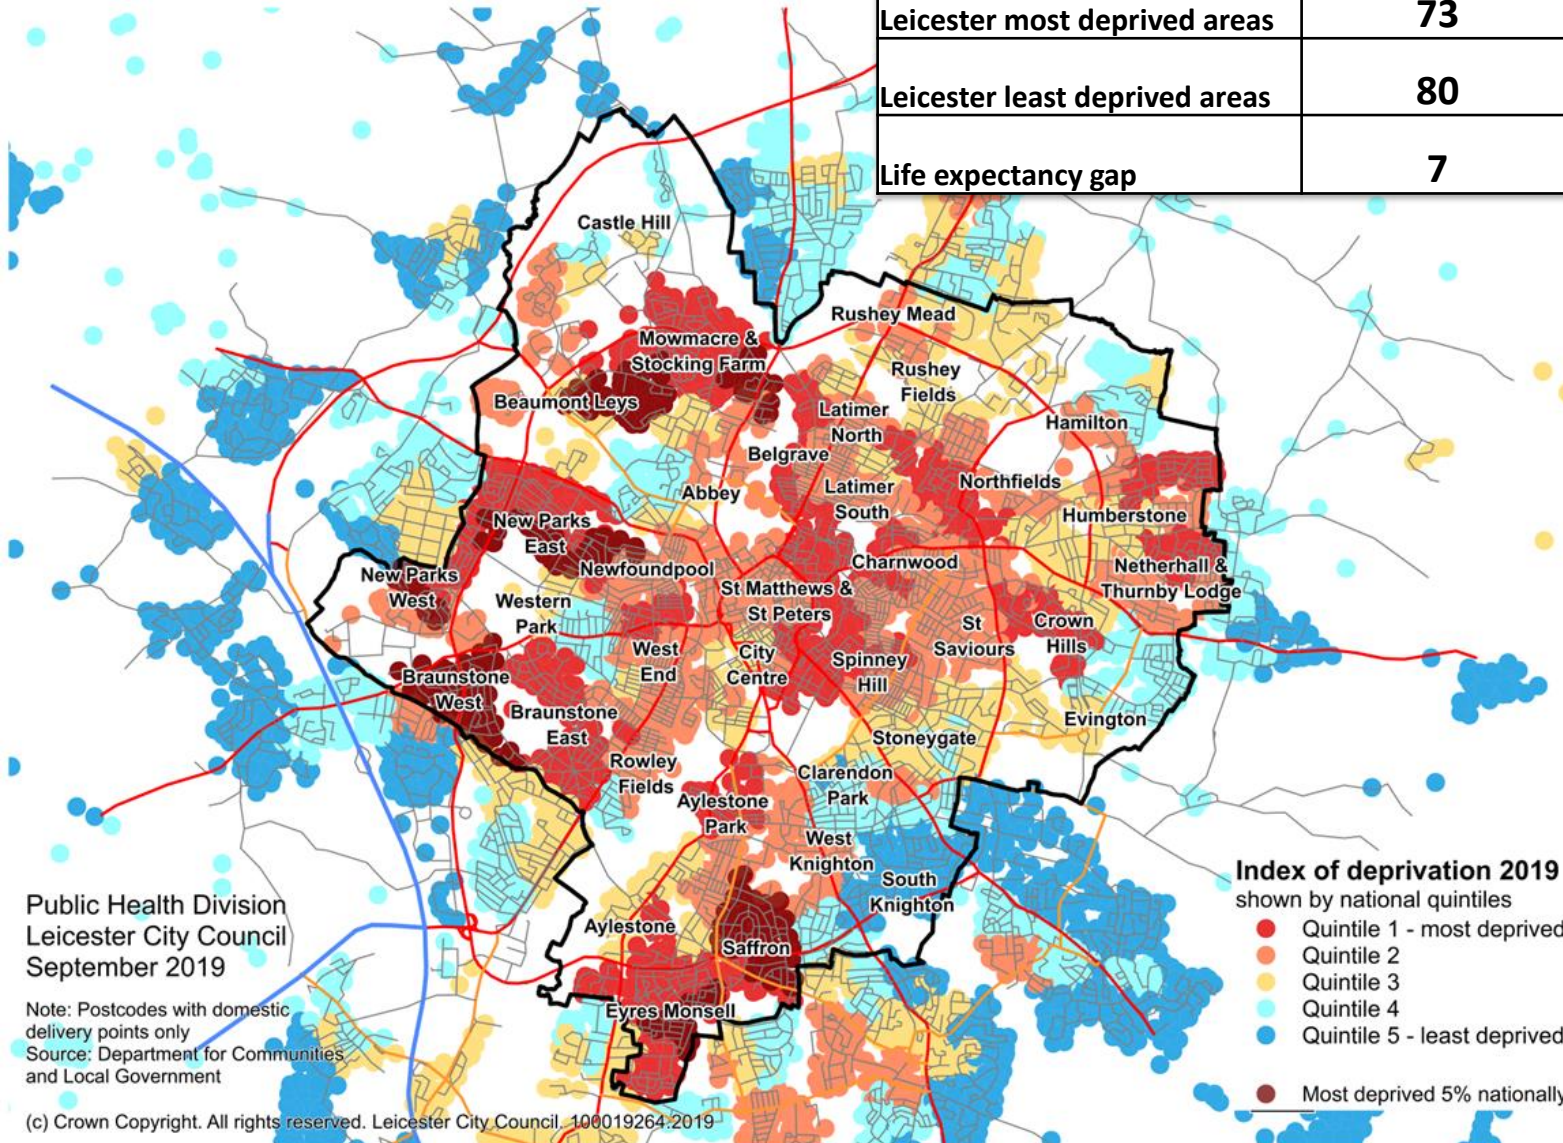 Leicester most deprived areas 73
Leicester least deprived areas 80
Life expectancy gap 7
Castle Hill
Rushey Mead
Mowmacre &
Stocking Farm
Rushey
Fields
Beaumont Leys
Latimer
North
Hamilton
Belgrave
Abbey
Latimer
South
Northfields
New Parks
East
Humberstone
Newfoundpool
Charnwood
Netherhall &
Thurnby Lodge
New Parks
West
Western
Park
St Matthews &
St Peters
St
Saviours
Crown
Hills
West
End
City
Centre
Spinney
Hill
Braunstone
West
Braunstone
East
Evington
Stoneygate
Rowley
Fields
Clarendon
Park
Aylestone
Park
West
Knighton
South
Knighton
Aylestone
Saffron
Eyres Monsell
Public Health Division
Leicester City Council
September 2019
Note: Postcodes with domestic
delivery points only
Source: Department for Communities
and Local Government
(c) Crown Copyright. All rights reserved. Leicester City Council. 100019264.2019
Index of deprivation 2019
shown by national quintiles
Quintile 1 - most deprived
Quintile 2
Quintile 3
Quintile 4
Quintile 5 - least deprived
Most deprived 5% nationally